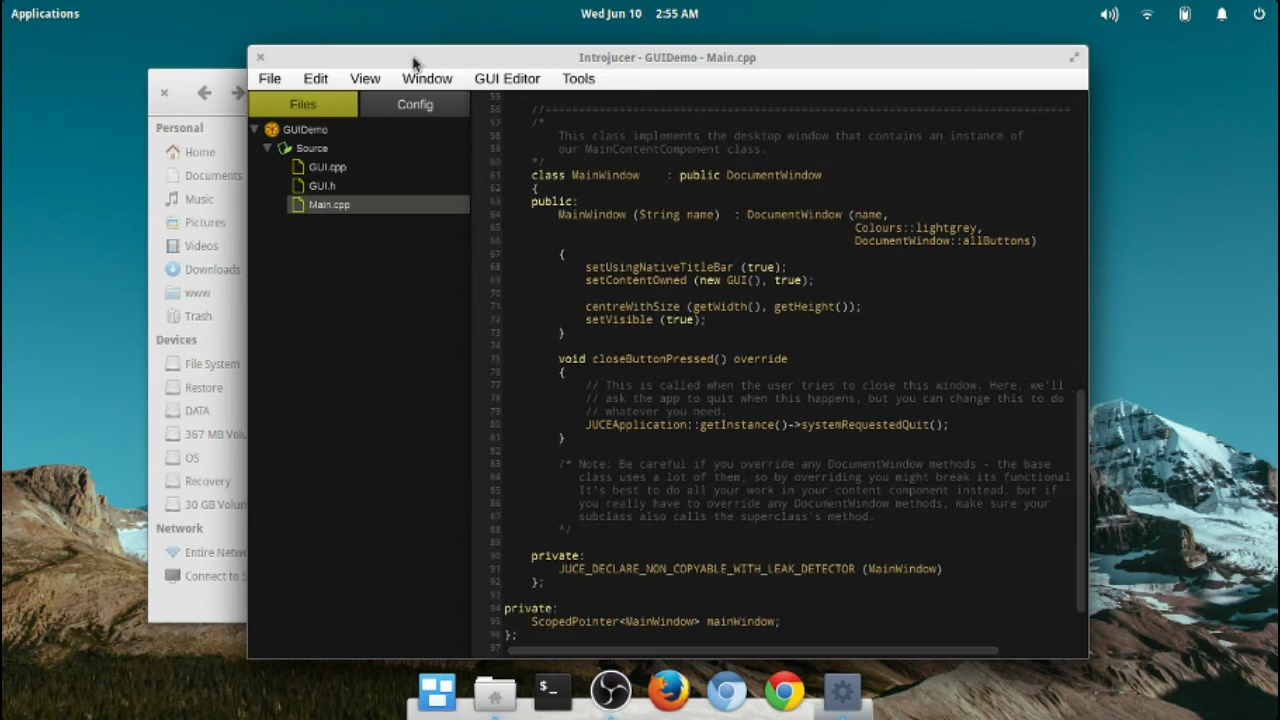 Applications
Wed Jun 10 2:55 AM
Introjucer - GUIDemo - Main.cpp
File Edit View Window GUI Editor Tools
Files Config
GUIDemo
Source
GUI.cpp
GUI.h
Main.cpp
Personal
Home
Documents
Music
Pictures
Videos
Downloads
www
Trash
Devices
File System
Restore
DATA
367 MB Volu
OS
Recovery
30 GB Volum
Network
Entire Netwo
Connect to S
55
56 //==============================================================================
57 /*
58 This class implements the desktop window that contains an instance of
59 our MainContentComponent class.
60 */
61 class MainWindow : public DocumentWindow
62 {
63 public:
64 MainWindow (String name) : DocumentWindow (name,
65 Colours::lightgrey,
66 DocumentWindow::allButtons)
67 {
68 setUsingNativeTitleBar (true);
69 setContentOwned (new GUI(), true);
70
71 centreWithSize (getWidth(), getHeight());
72 setVisible (true);
73 }
74
75 void closeButtonPressed() override
76 {
77 // This is called when the user tries to close this window. Here, we'll
78 // ask the app to quit when this happens, but you can change this to do
79 // whatever you need.
80 JUCEApplication::getInstance()->systemRequestedQuit();
81 }
82
83 /* Note: Be careful if you override any DocumentWindow methods - the base
84 class uses a lot of them, so by overriding you might break its functional
85 It's best to do all your work in your content component instead, but if
86 you really have to override any DocumentWindow methods, make sure your
87 subclass also calls the superclass's method.
88 */
89
90 private:
91 JUCE_DECLARE_NON_COPYABLE_WITH_LEAK_DETECTOR (MainWindow)
92 };
93
94 private:
95 ScopedPointer<MainWindow> mainWindow;
96 };
97